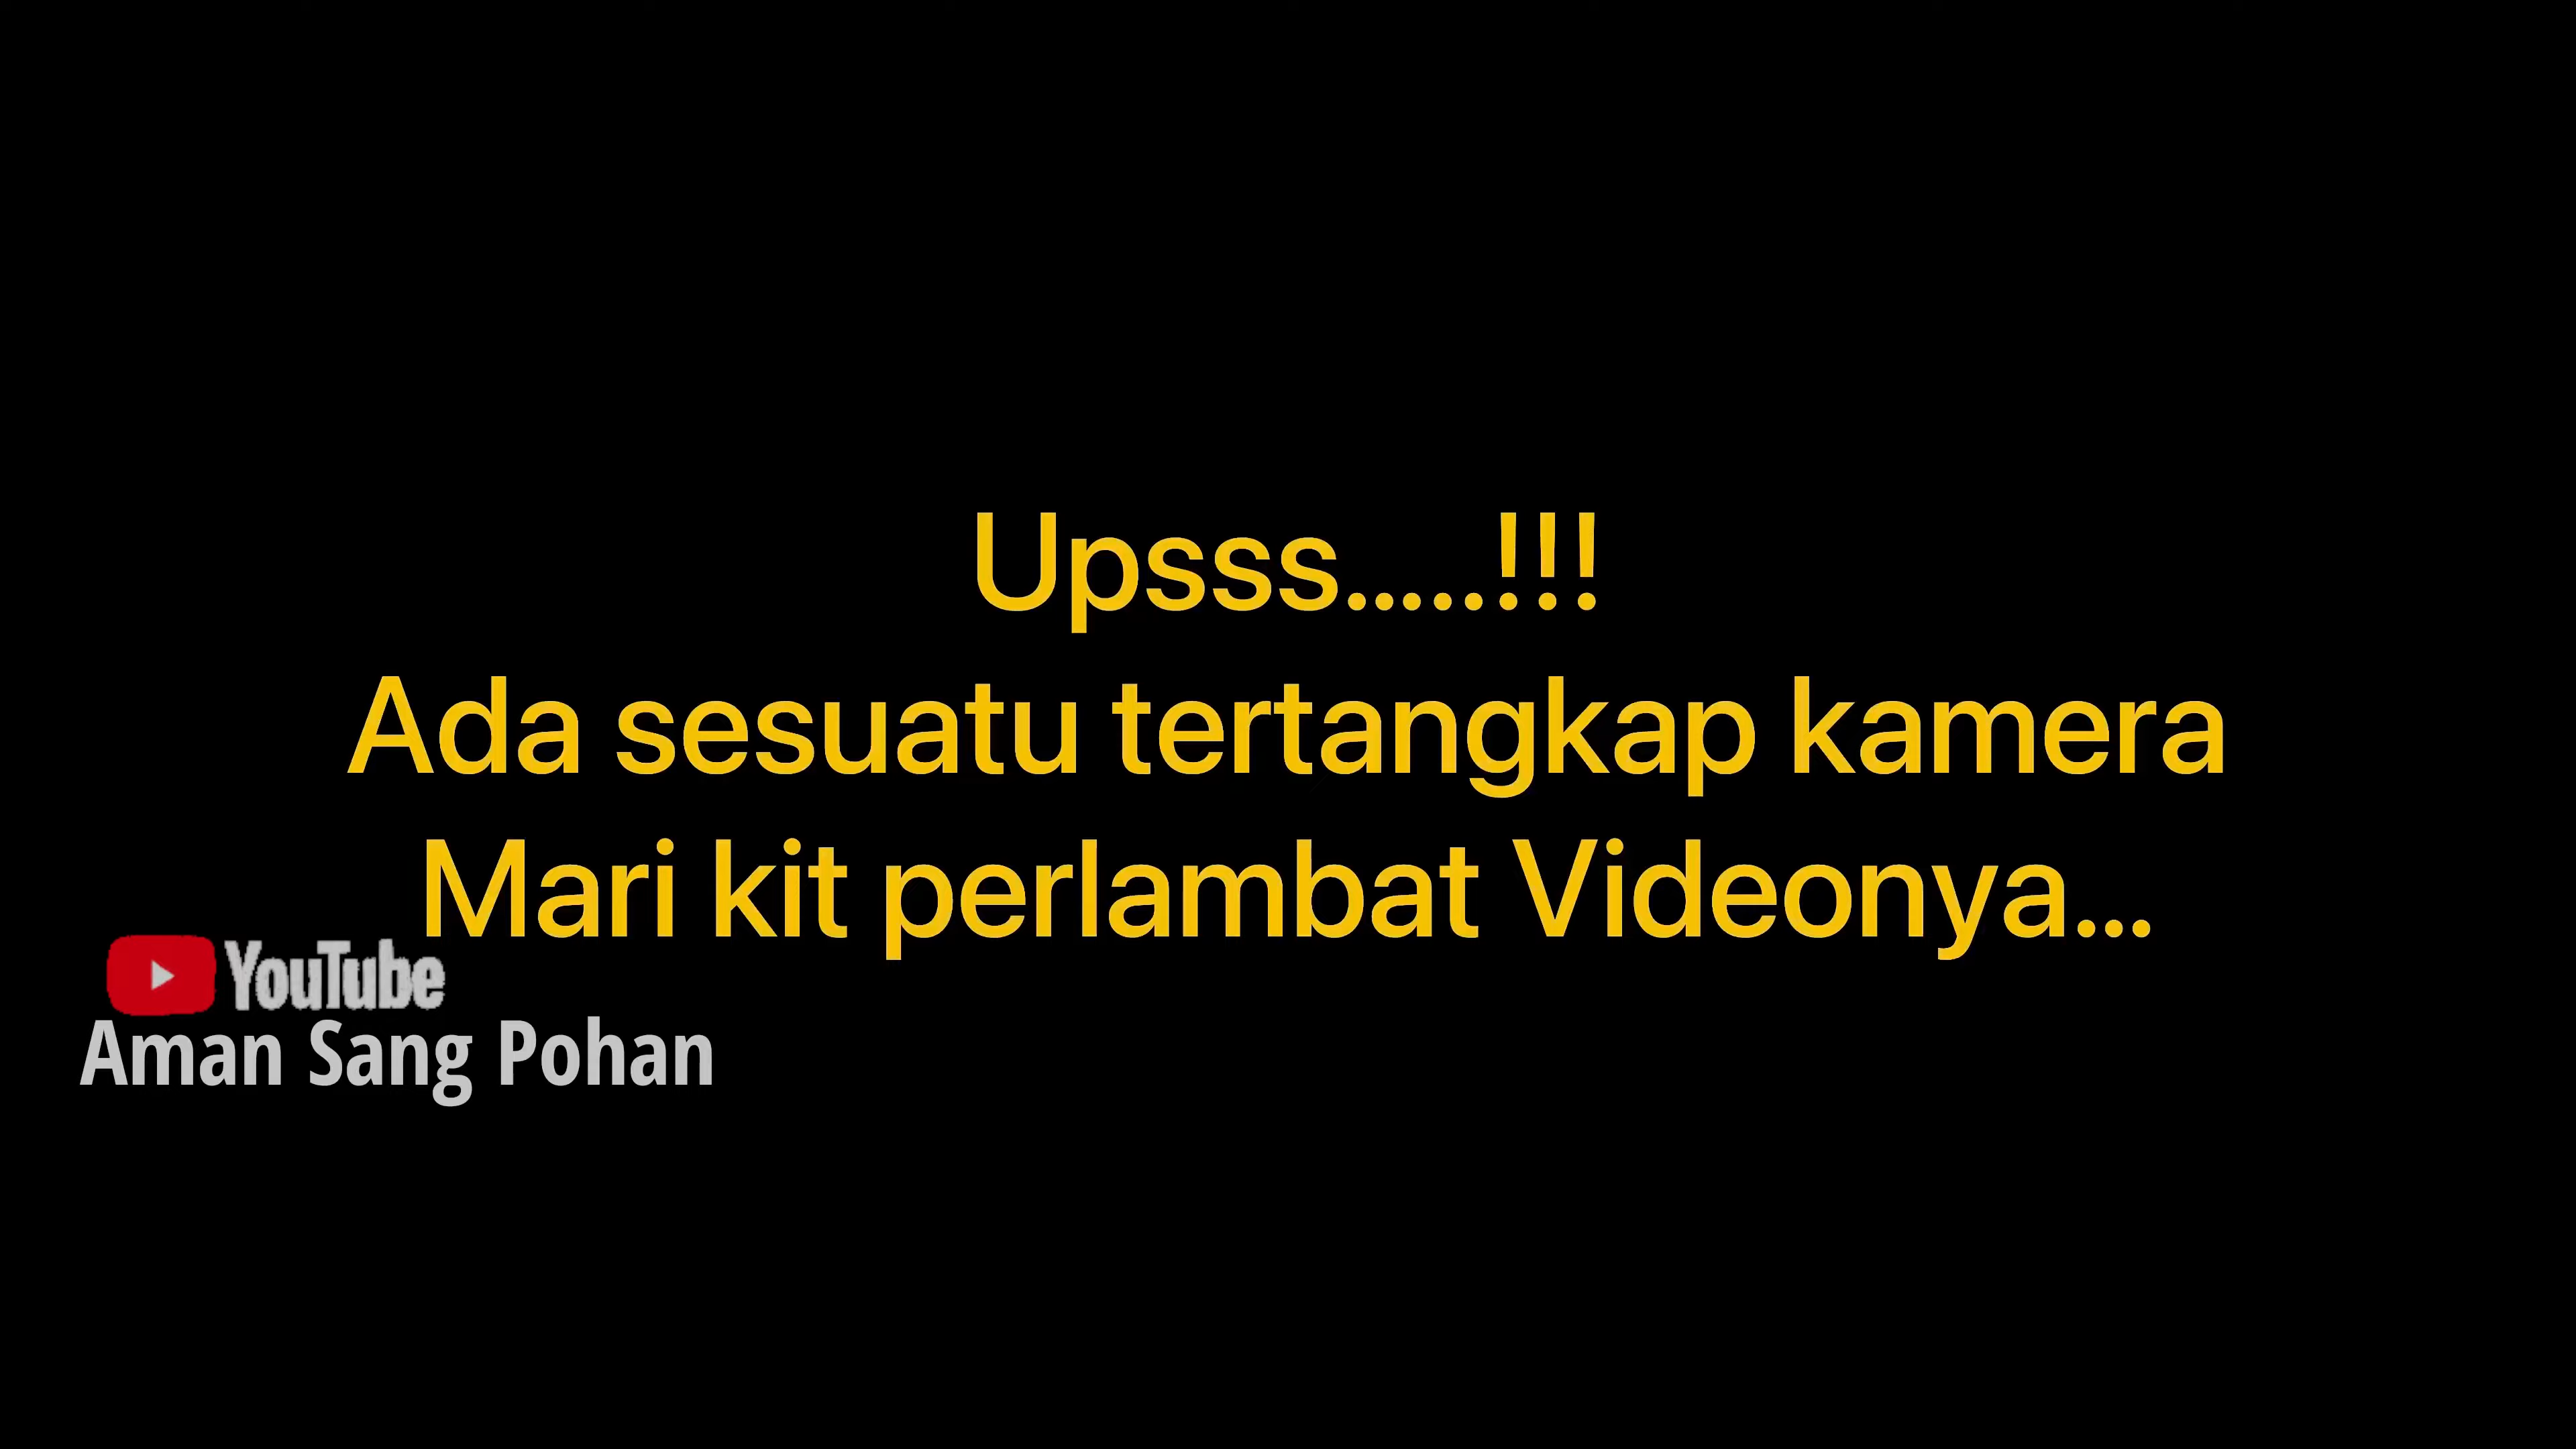 Upsss.....!!!
Ada sesuatu tertangkap kamera
Mari kit perlambat Videonya...
YouTube
Aman Sang Pohan